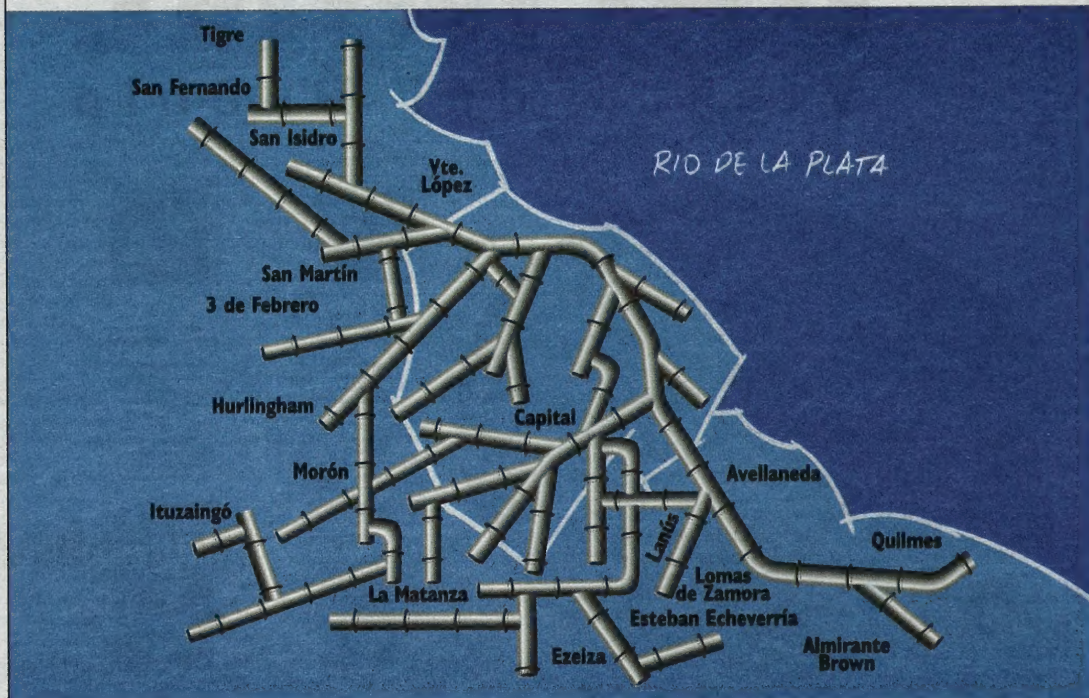 Tigre
San Fernando
San Isidro
Vte.
López
RIO DE LA PLATA
San Martín
3 de Febrero
Hurlingham
Capital
Morón
Avellaneda
Ituzaingó
Lanús
Quilmes
La Matanza
Lomas
de Zamora
Esteban Echeverría
Ezeiza
Almirante
Brown